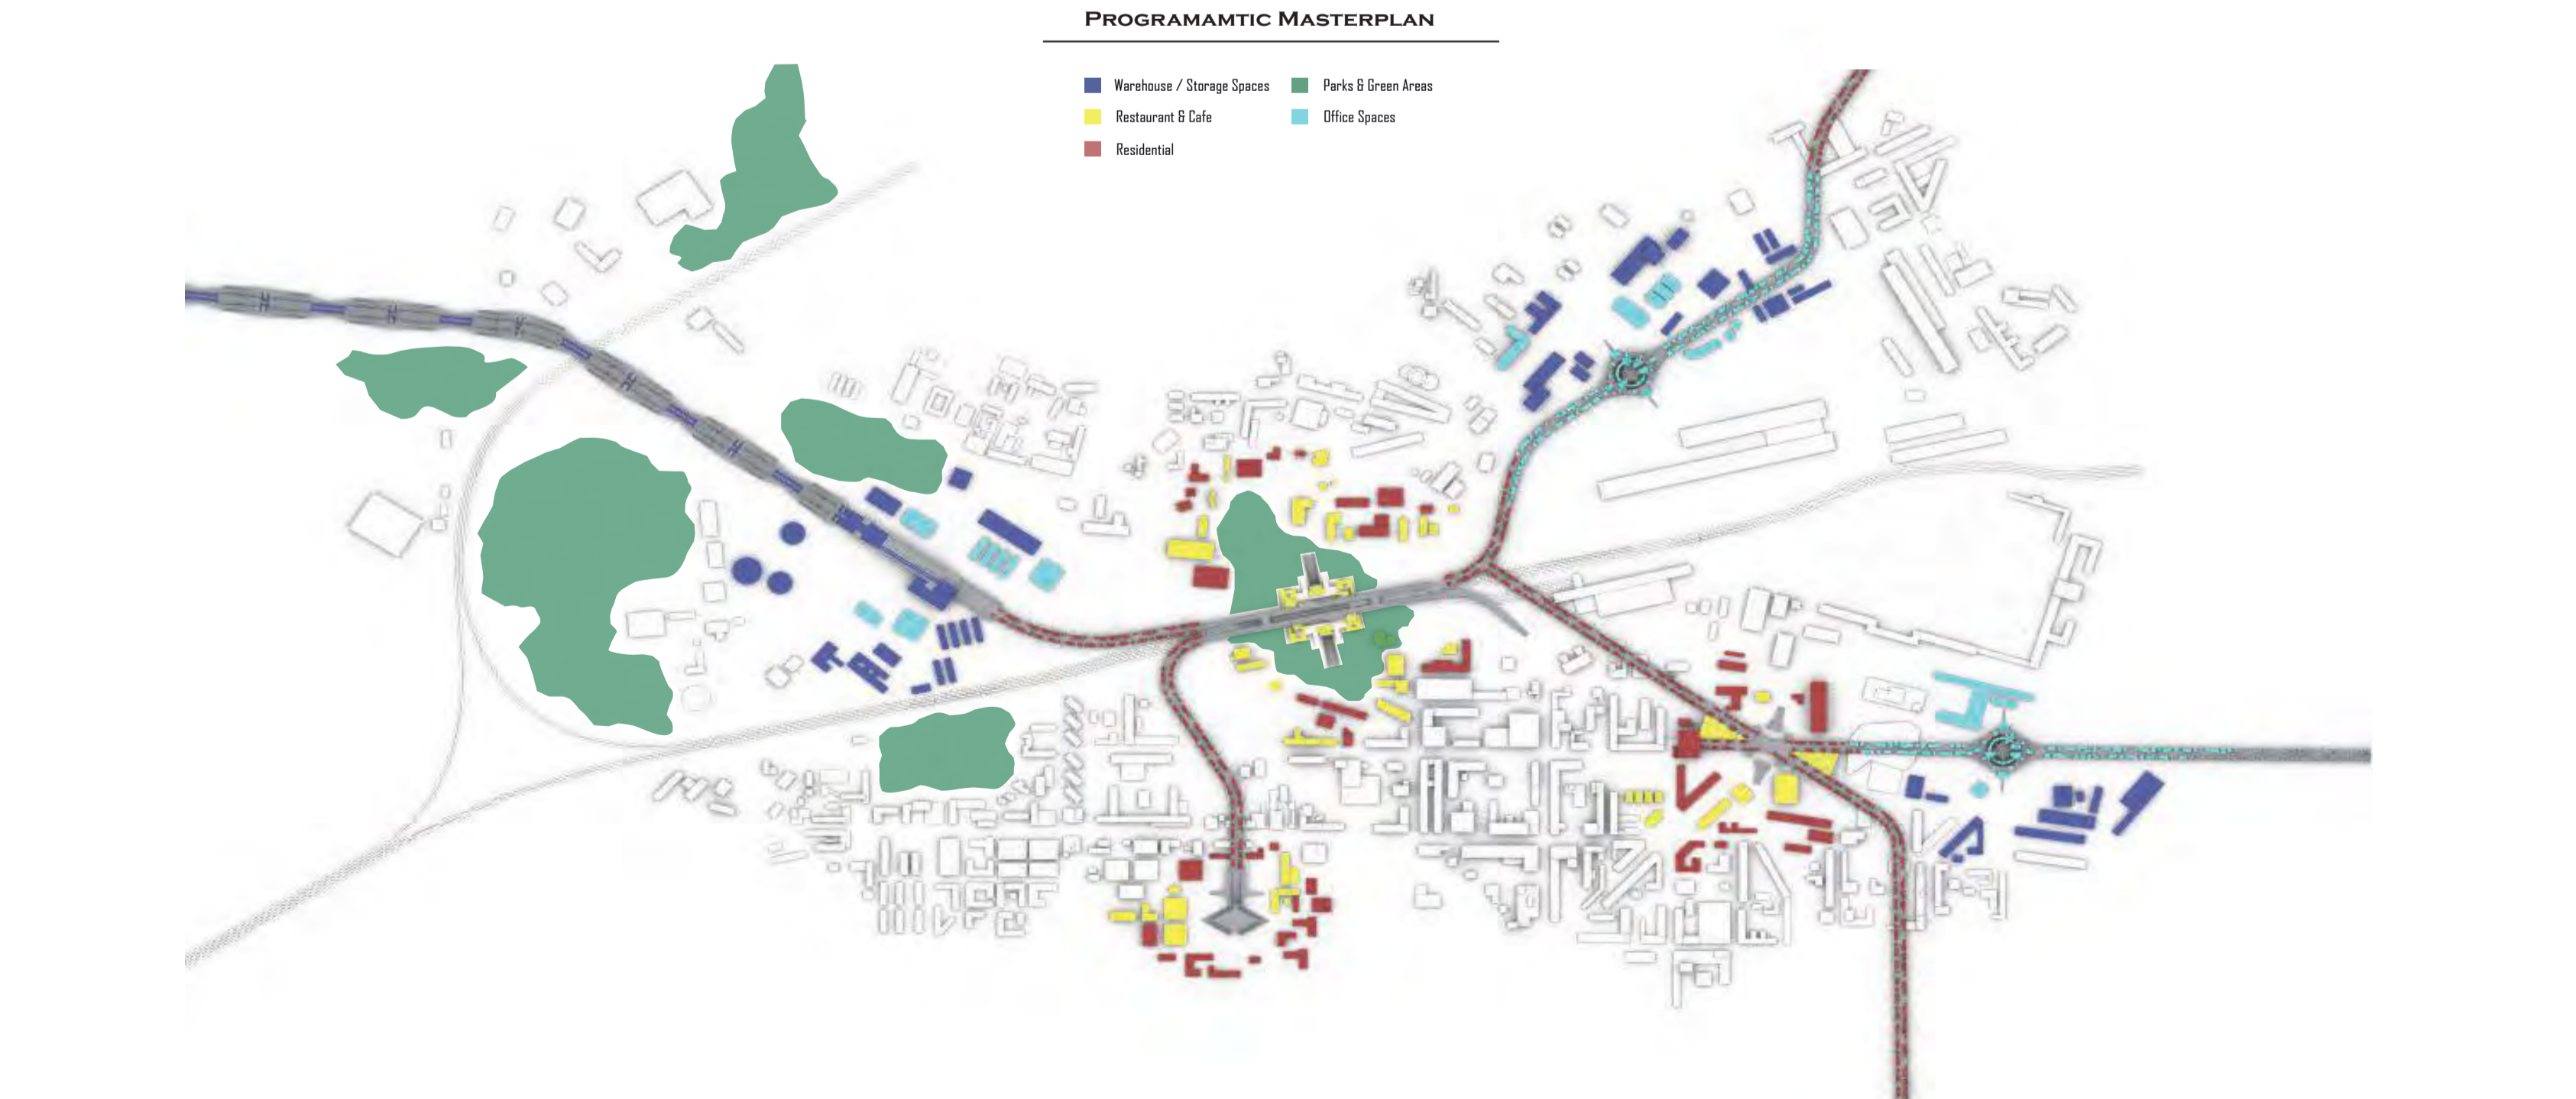 Programamtic Masterplan
Warehouse / Storage Spaces
Parks & Green Areas
Restaurant & Cafe
Office Spaces
Residential